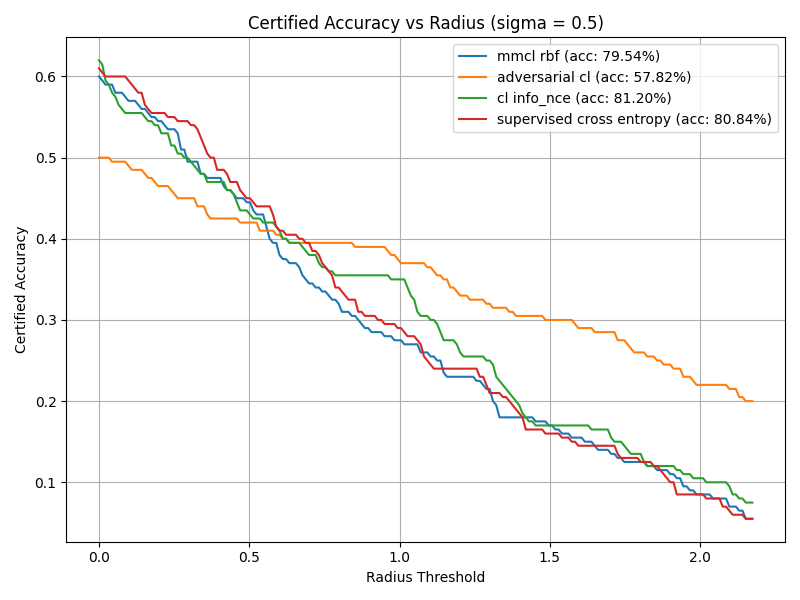 Certified Accuracy vs Radius (sigma = 0.5)
mmcl rbf (acc: 79.54%)
adversarial cl (acc: 57.82%)
cl info_nce (acc: 81.20%)
supervised cross entropy (acc: 80.84%)
Certified Accuracy
0.6
0.5
0.4
0.3
0.2
0.1
0.0 0.5 1.0 1.5 2.0
Radius Threshold